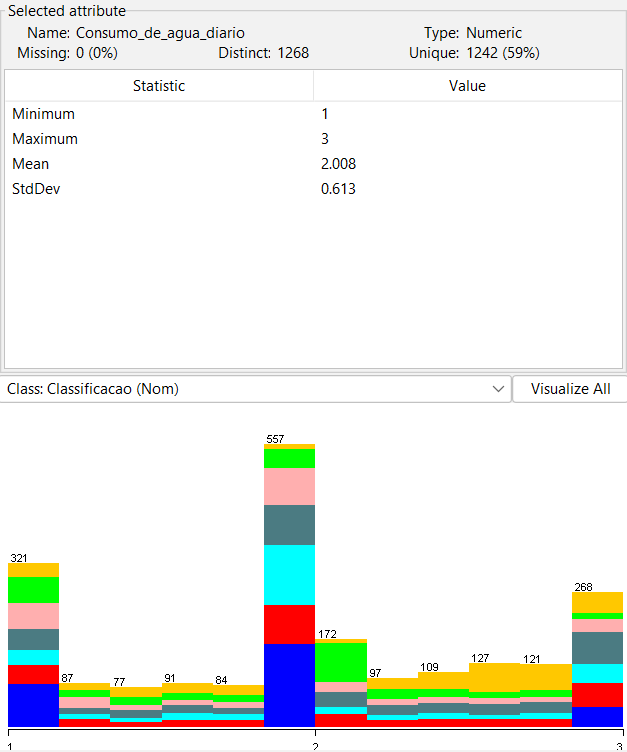 Selected attribute
Name: Consumo_de_agua_diario Type: Numeric
Missing: 0 (0%) Distinct: 1268 Unique: 1242 (59%)
Statistic Value
Minimum 1
Maximum 3
Mean 2.008
StdDev 0.613
Class: Classificacao (Nom) Visualize All
557
321
268
172
87 77 91 84 97 109 127 121
1 2 3